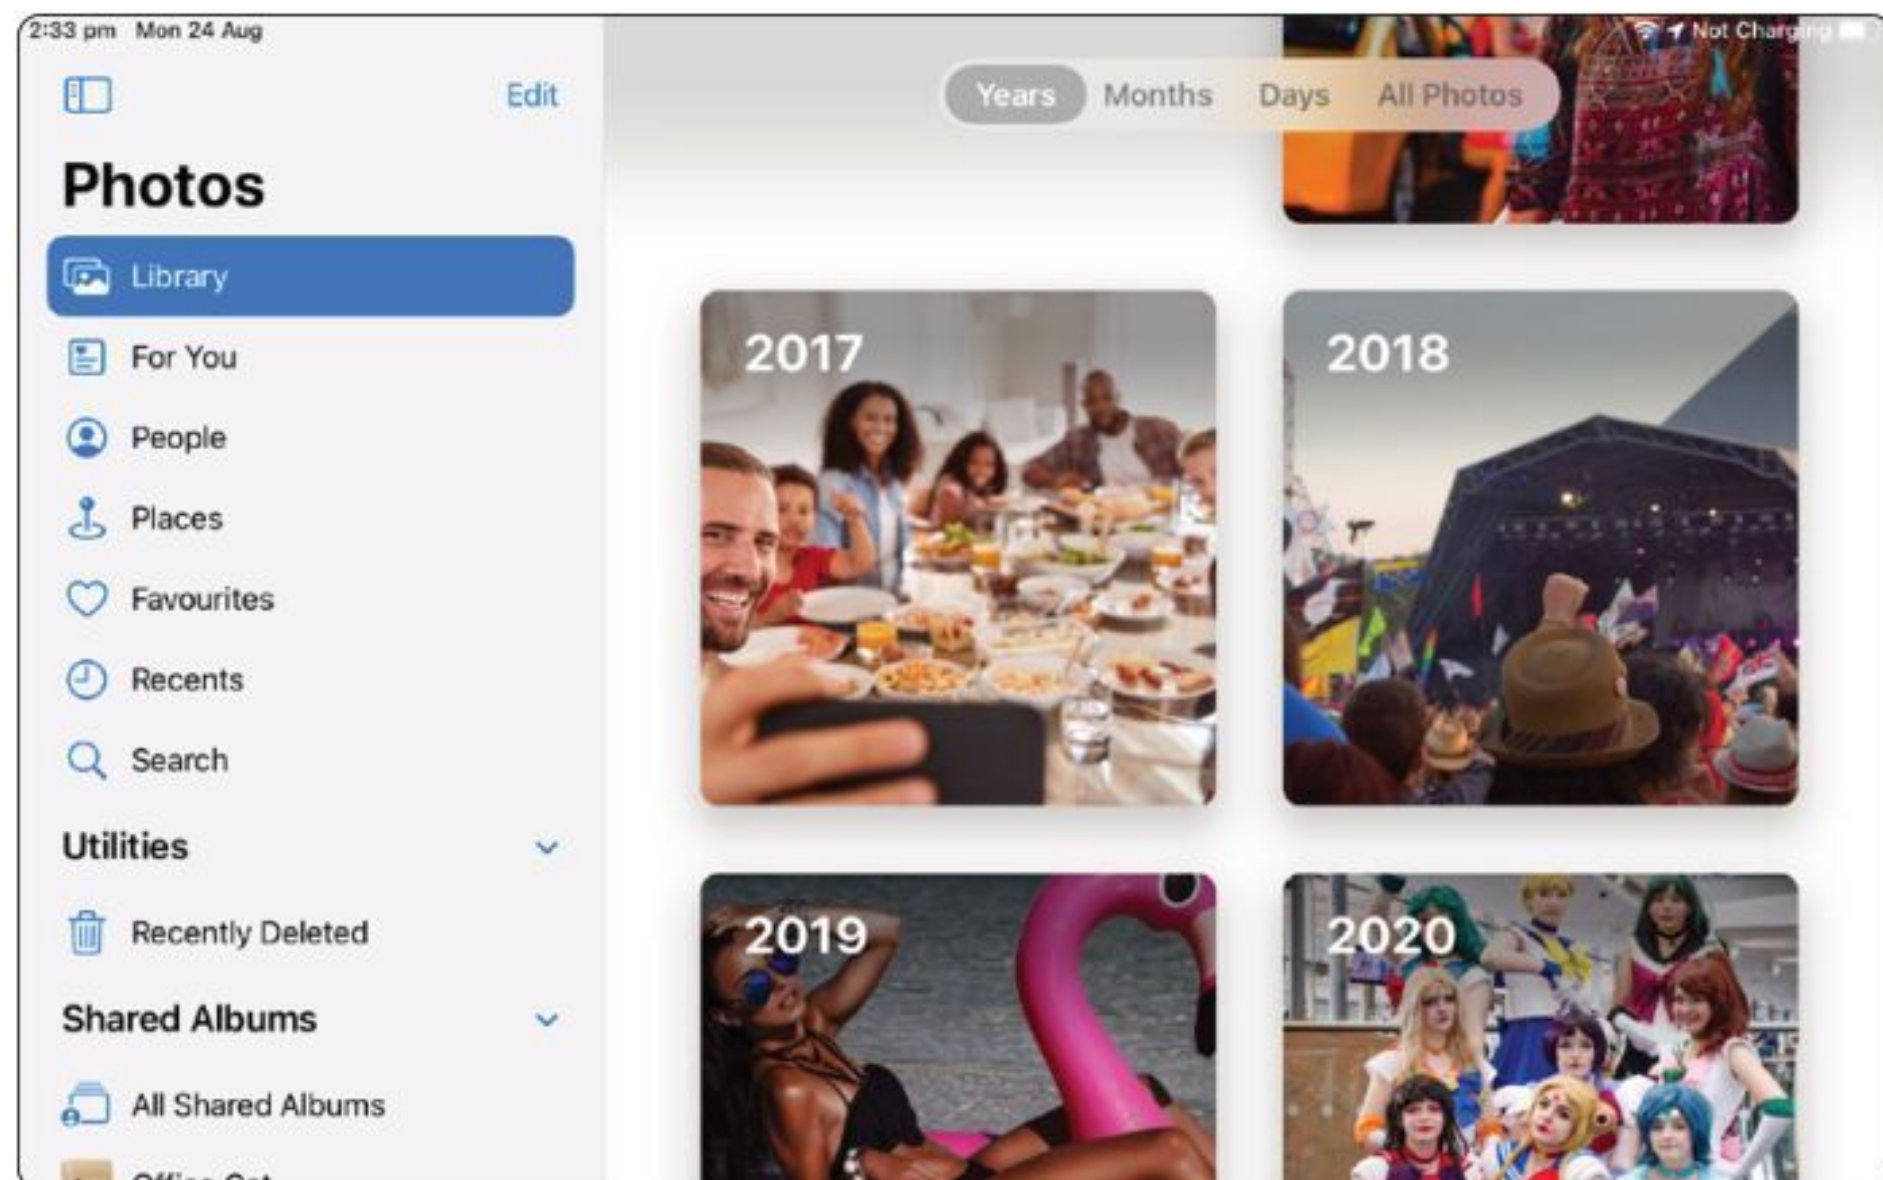 2:33 pm Mon 24 Aug
Not Charging
Edit
Years Months Days All Photos
Photos
Library
For You
People
Places
Favourites
Recents
Search
Utilities
Recently Deleted
Shared Albums
All Shared Albums
2017
2018
2019
2020